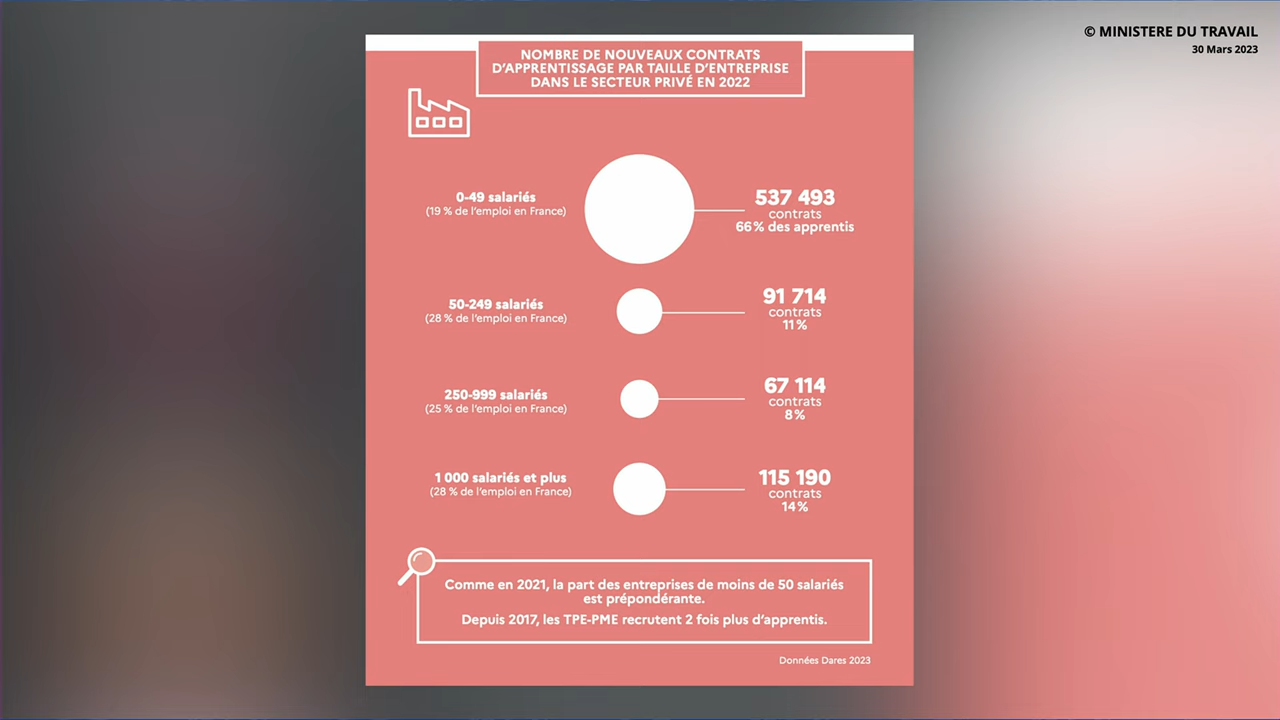 © MINISTERE DU TRAVAIL
30 Mars 2023
NOMBRE DE NOUVEAUX CONTRATS
D'APPRENTISSAGE PAR TAILLE D'ENTREPRISE
DANS LE SECTEUR PRIVÉ EN 2022
0-49 salariés
(19 % de l'emploi en France)
537 493
contrats
66 % des apprentis
50-249 salariés
(28 % de l'emploi en France)
91 714
contrats
11 %
250-999 salariés
(25 % de l'emploi en France)
67 114
contrats
8 %
1 000 salariés et plus
(28 % de l'emploi en France)
115 190
contrats
14 %
Comme en 2021, la part des entreprises de moins de 50 salariés
est prépondérante.
Depuis 2017, les TPE-PME recrutent 2 fois plus d'apprentis.
Données Dares 2023